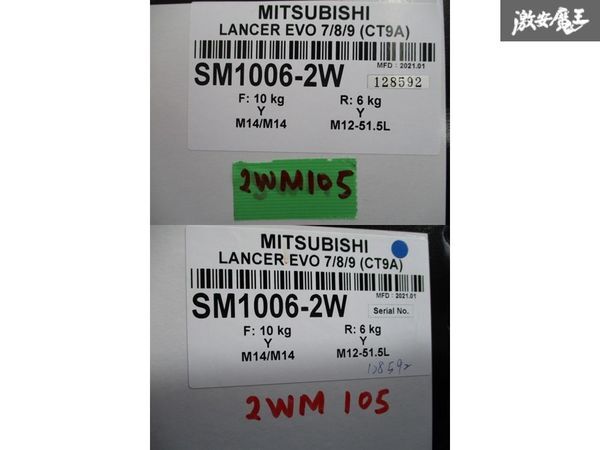 激安魔王
MITSUBISHI
LANCER EVO 7/8/9 (CT9A)
MFD : 2021.01
SM1006-2W
128592
F: 10 kg R: 6 kg
Y Y
M14/M14 M12-51.5L
2WM105
MITSUBISHI
LANCER EVO 7/8/9 (CT9A)
MFD : 2021.01
SM1006-2W
Serial No.
F: 10 kg R: 6 kg
Y Y
M14/M14 M12-51.5L
2WM 105